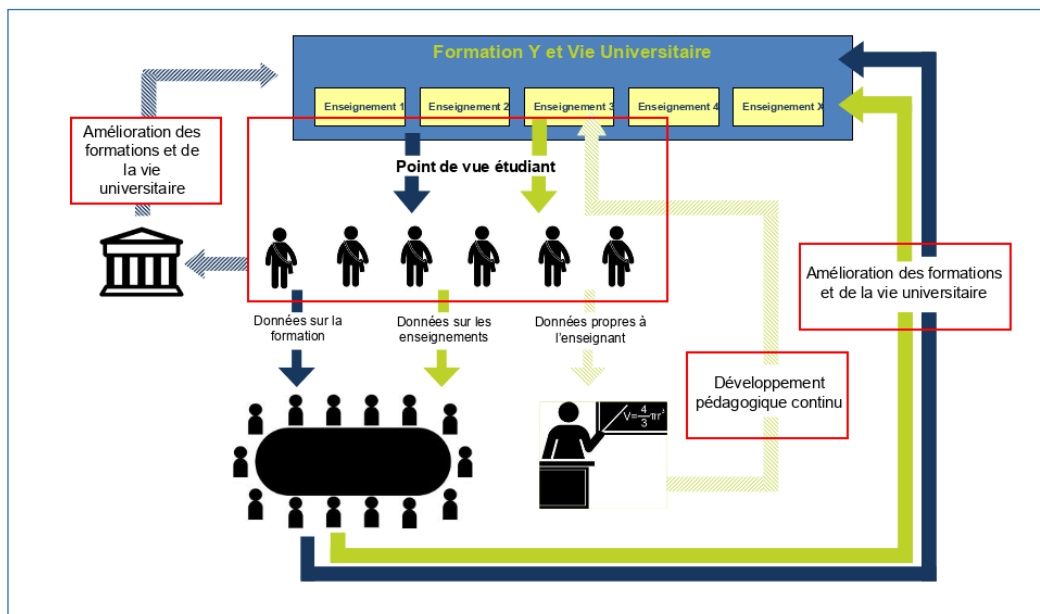 Formation Y et Vie Universitaire
Enseignement 1
Enseignement 2
Enseignement 3
Enseignement 4
Enseignement X
Amélioration des
formations et de
la vie
universitaire
Point de vue étudiant
Amélioration des formations
et de la vie universitaire
Données sur la
formation
Données sur les
enseignements
Données propres à
l'enseignant
Développement
pédagogique continu
V=4/3πr³